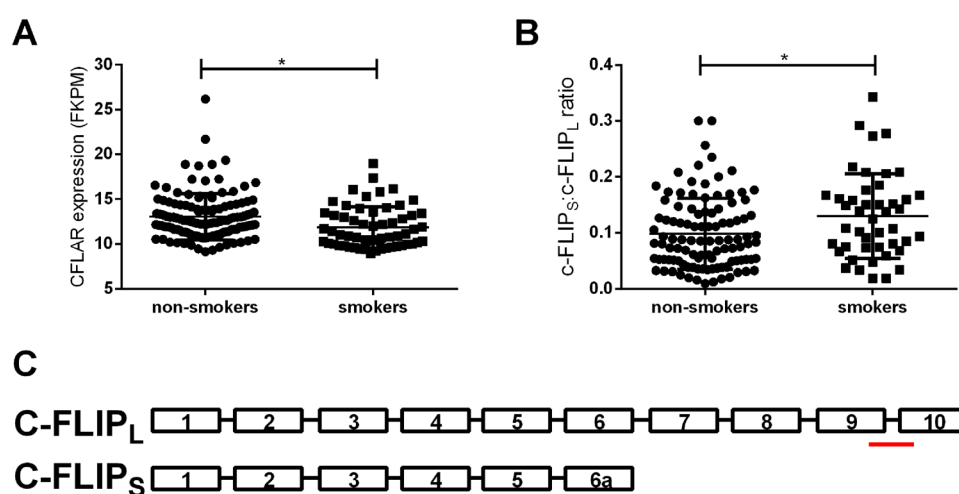 A
CFLAR expression (FKPM)
30
25
20
15
10
5
*
non-smokers
smokers
B
c-FLIPS:c-FLIPL ratio
0.4
0.3
0.2
0.1
0.0
*
non-smokers
smokers
C
C-FLIPL 1 2 3 4 5 6 7 8 9 10
C-FLIPS 1 2 3 4 5 6a